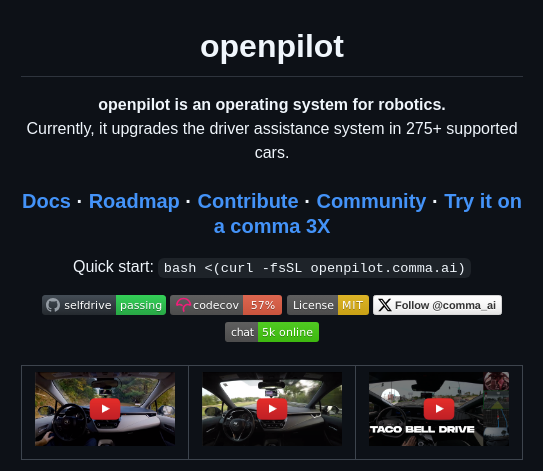 openpilot
openpilot is an operating system for robotics.
Currently, it upgrades the driver assistance system in 275+ supported
cars.
Docs · Roadmap · Contribute · Community · Try it on
a comma 3X
Quick start: bash <(curl -fsSL openpilot.comma.ai)
selfdrive passing codecov 57% License MIT Follow @comma_ai
chat 5k online
TACO BELL DRIVE